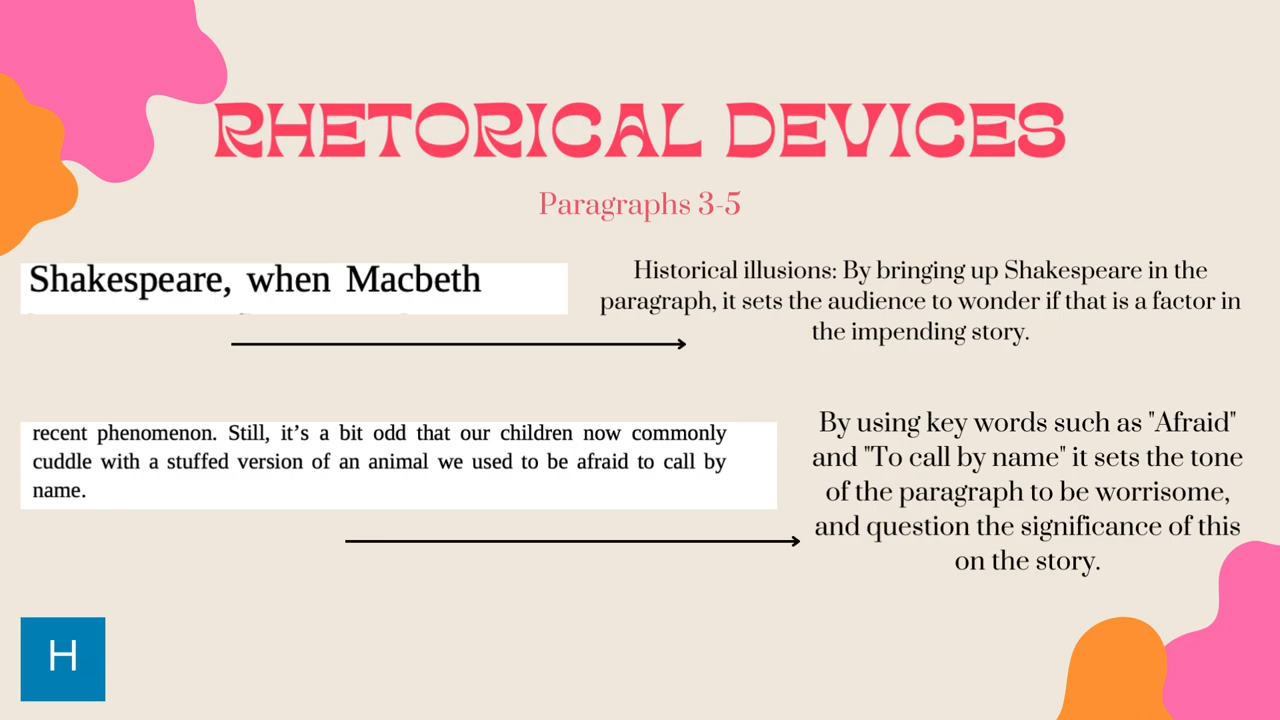 RHETORICAL DEVICES
Paragraphs 3-5
Shakespeare, when Macbeth
Historical illusions: By bringing up Shakespeare in the
paragraph, it sets the audience to wonder if that is a factor in
the impending story.
recent phenomenon. Still, it's a bit odd that our children now commonly
cuddle with a stuffed version of an animal we used to be afraid to call by
name.
By using key words such as "Afraid"
and "To call by name" it sets the tone
of the paragraph to be worrisome,
and question the significance of this
on the story.
H